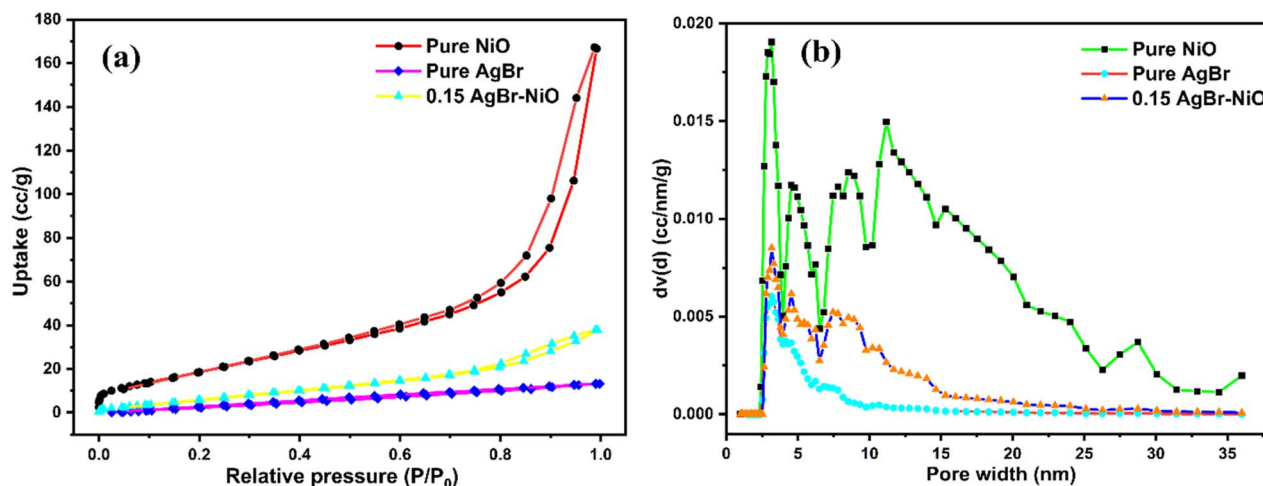 (a)
Pure NiO
Pure AgBr
0.15 AgBr-NiO
Uptake (cc/g)
180
160
140
120
100
80
60
40
20
0
0.0 0.2 0.4 0.6 0.8 1.0
Relative pressure (P/P₀)
(b)
Pure NiO
Pure AgBr
0.15 AgBr-NiO
dv(d) (cc/nm/g)
0.020
0.015
0.010
0.005
0.000
0 5 10 15 20 25 30 35
Pore width (nm)